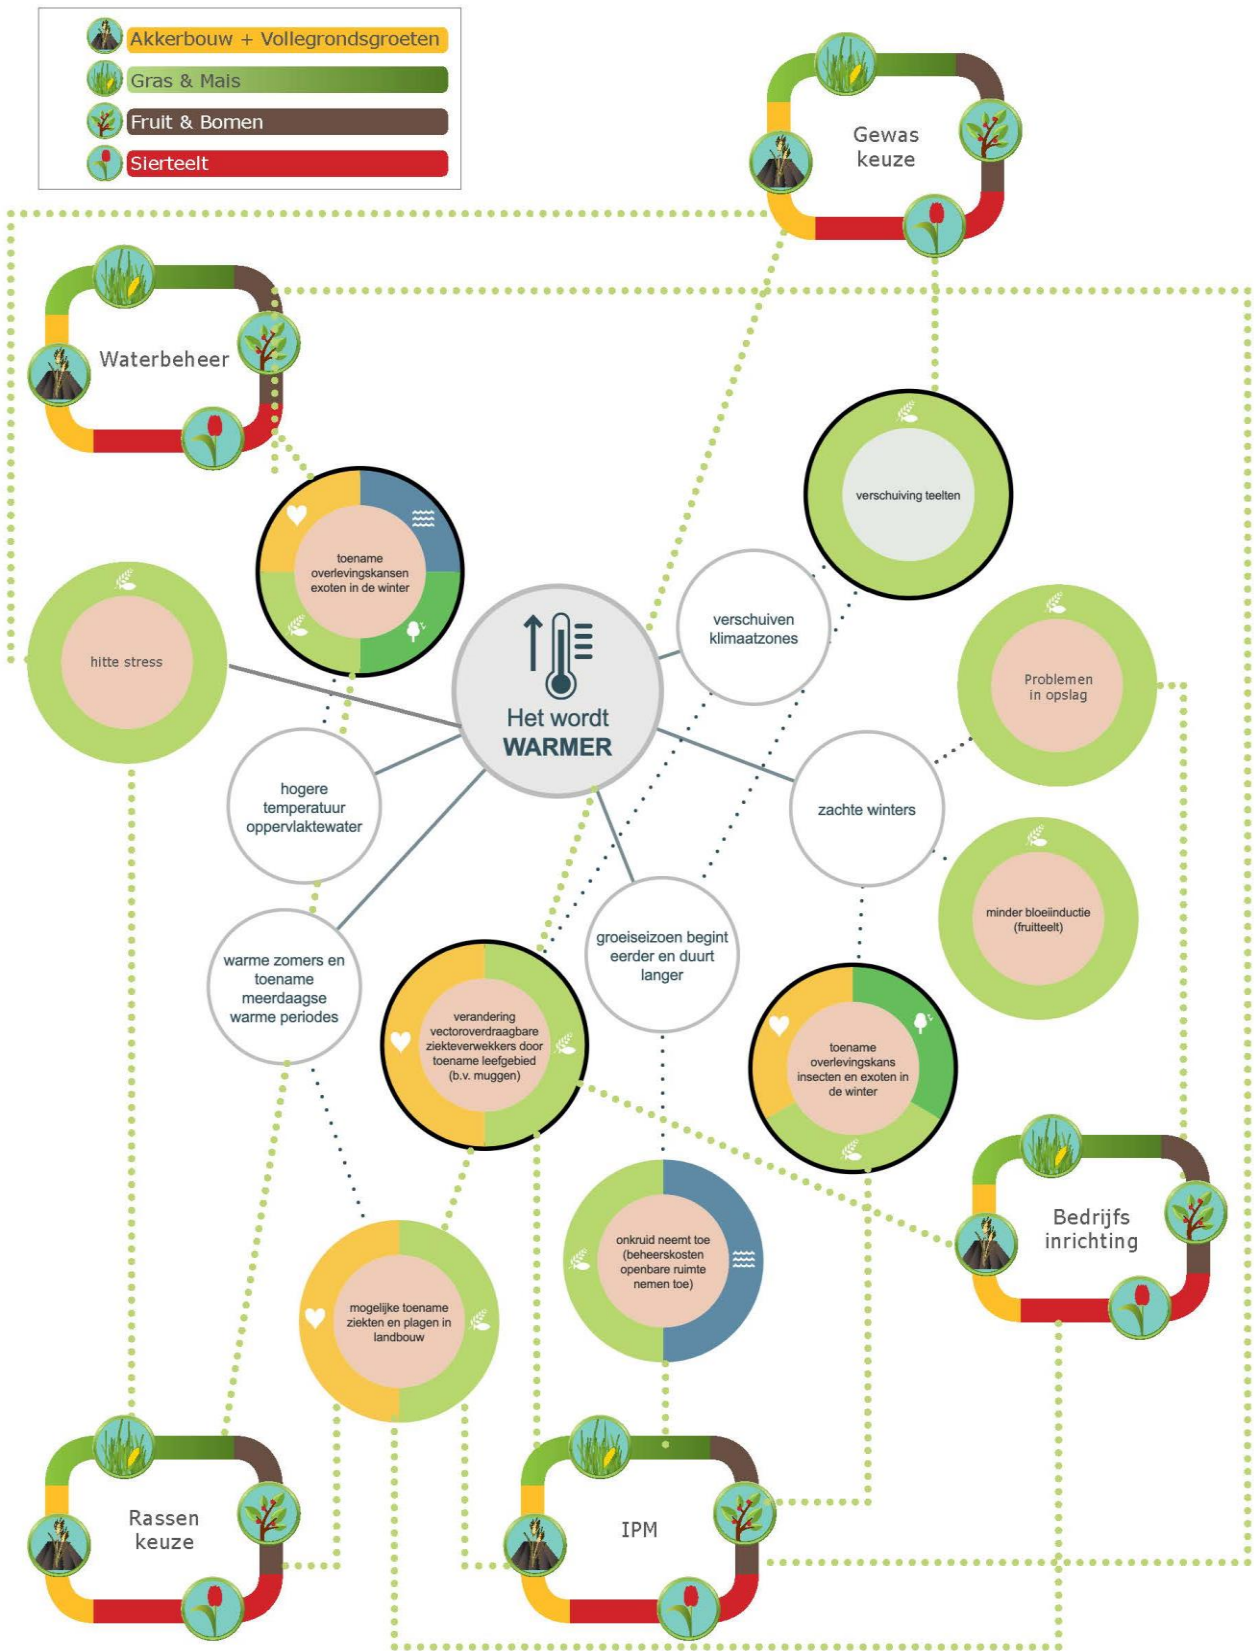 Akkerbouw + Vollegrondsgroeten
Gras & Mais
Fruit & Bomen
Sierteelt
Gewas
keuze
Waterbeheer
verschuiving teelten
toename
overlevingskansen
exoten in de winter
hitte stress
verschuiven
klimaatzones
Problemen
in opslag
Het wordt
WARMER
hogere
temperatuur
oppervlaktewater
zachte winters
minder bloeiinductie
(fruitteelt)
groeiseizoen begint
eerder en duurt
langer
warme zomers en
toename
meerdaagse
warme periodes
verandering
vectoroverdraagbare
ziekteverwekkers door
toename leefgebied
(b.v. muggen)
toename
overlevingskans
insecten en exoten in
de winter
Bedrijfs
inrichting
onkruid neemt toe
(beheerskosten
openbare ruimte
nemen toe)
mogelijke toename
ziekten en plagen in
landbouw
Rassen
keuze
IPM